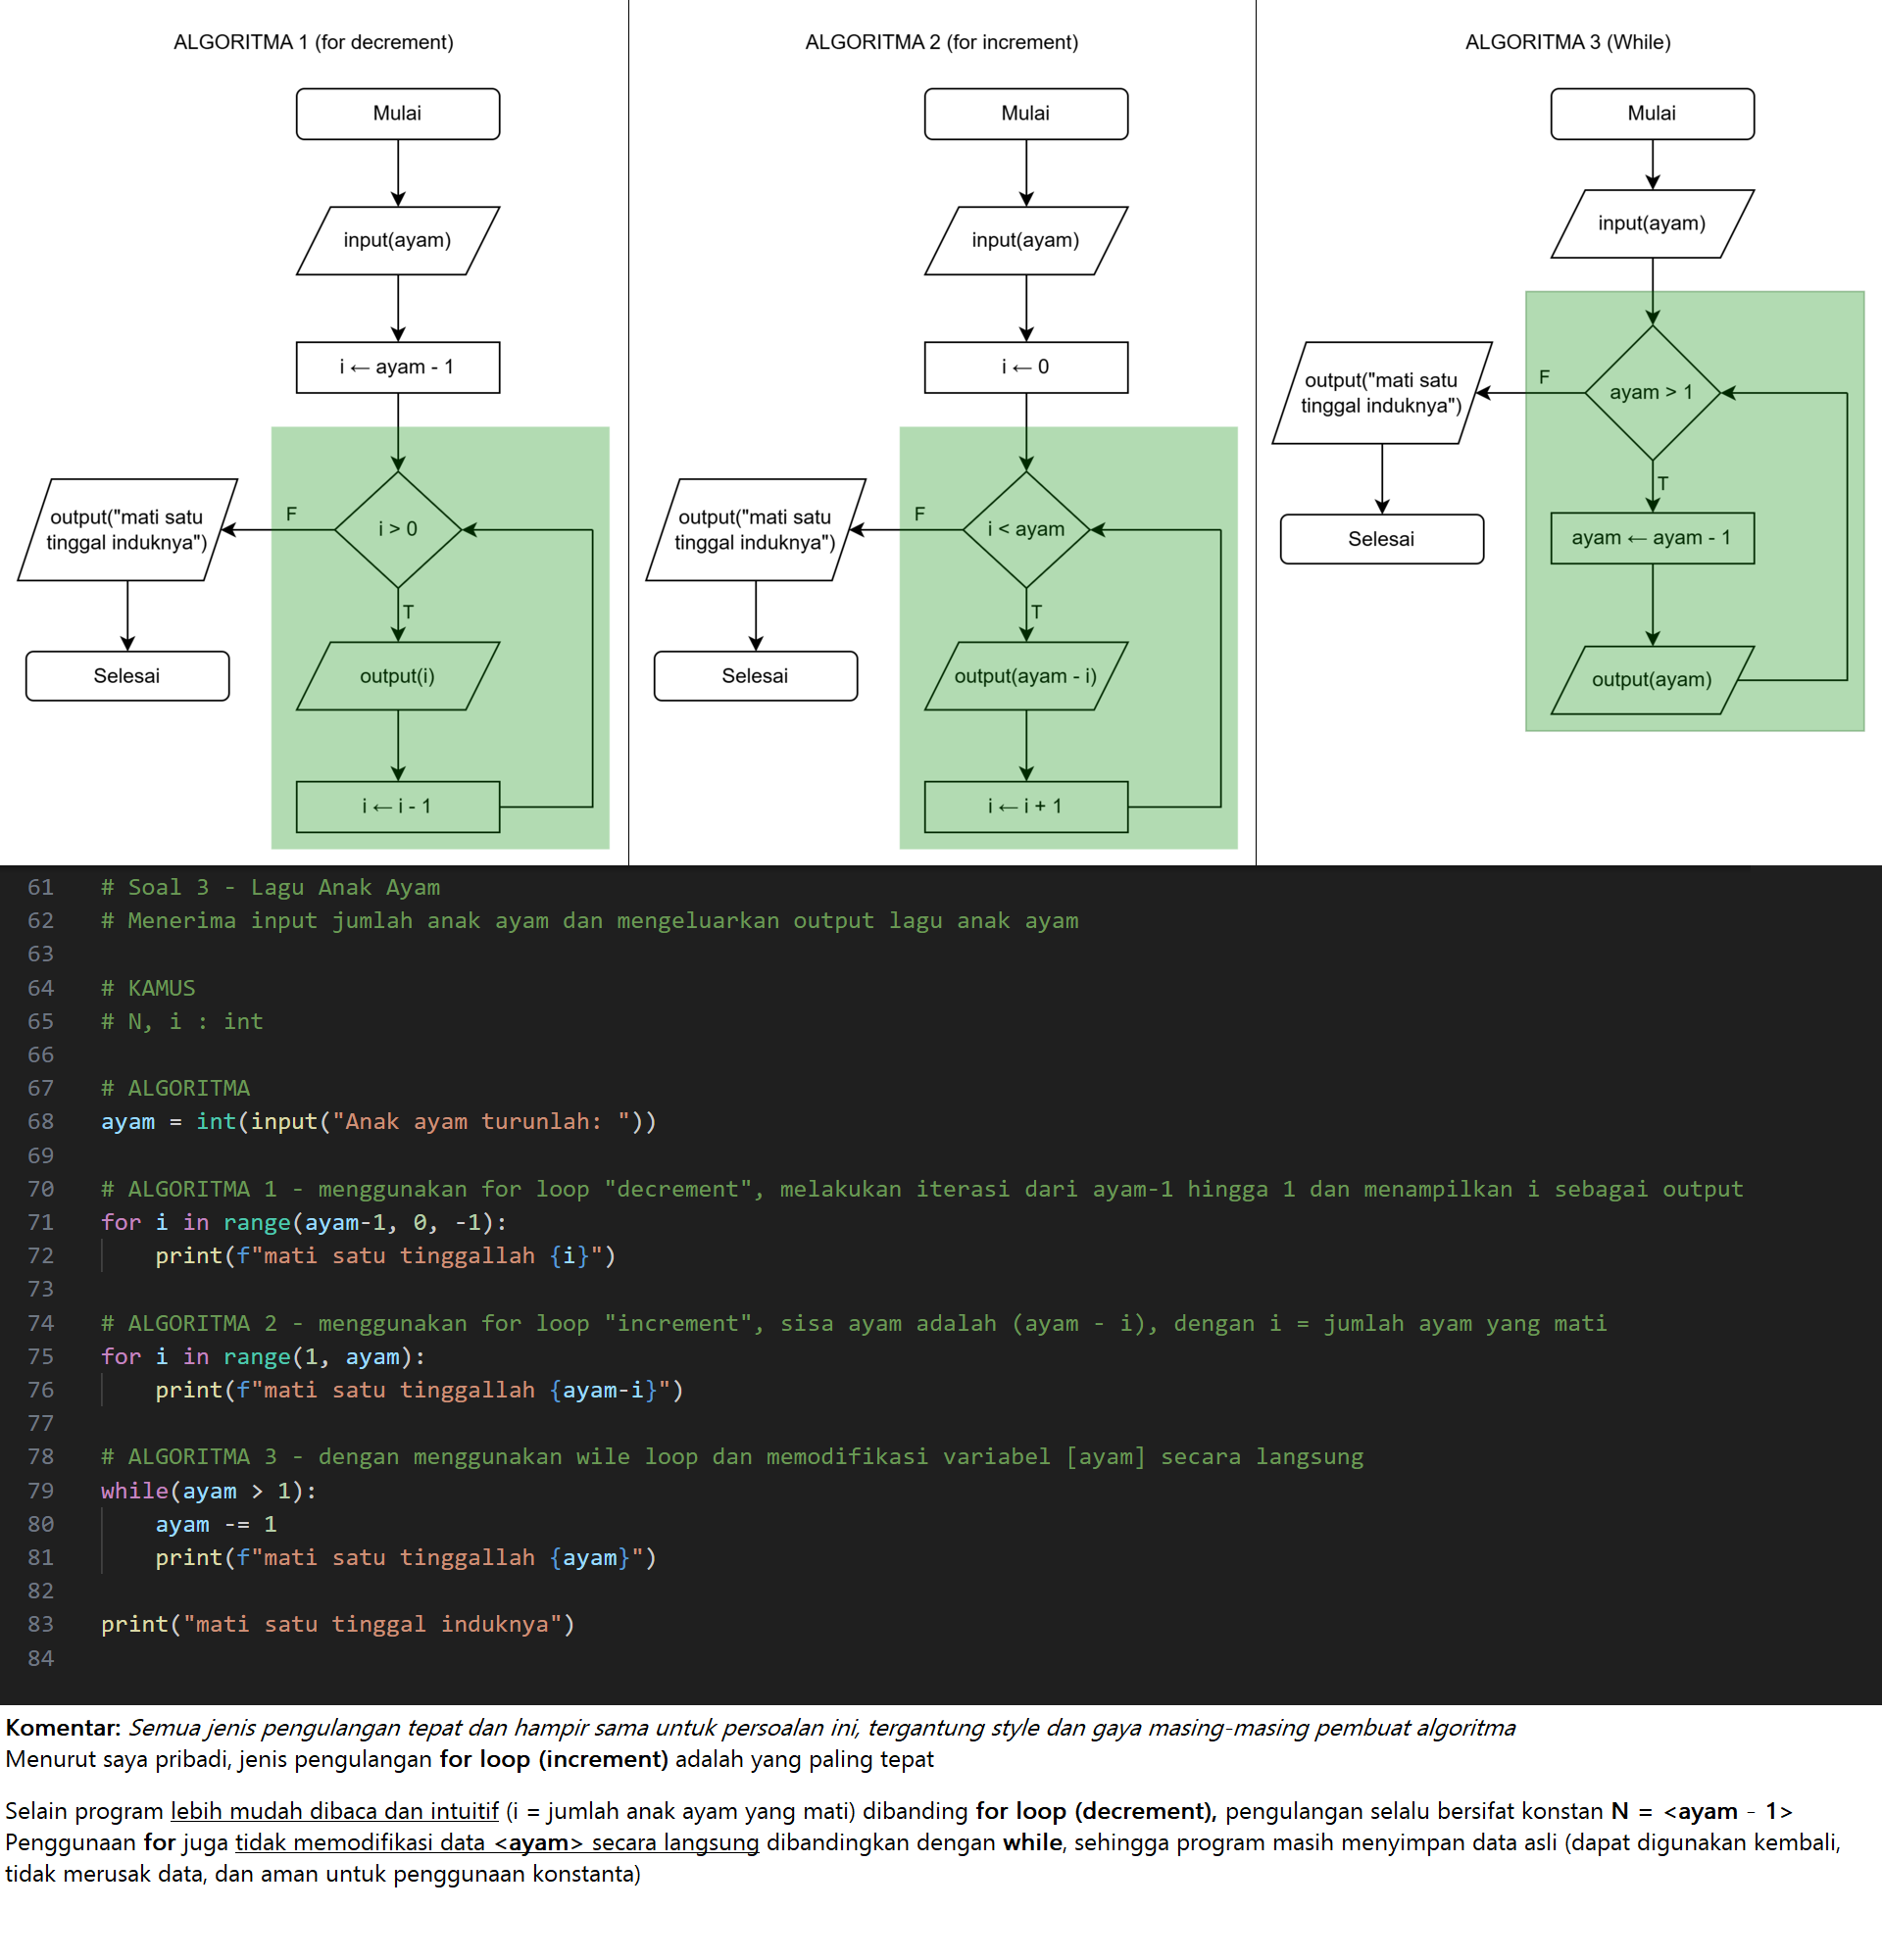 ALGORITMA 1 (for decrement)
Mulai
input(ayam)
i ← ayam - 1
i > 0
F
output("mati satu
tinggal induknya")
Selesai
T
output(i)
i ← i - 1
ALGORITMA 2 (for increment)
Mulai
input(ayam)
i ← 0
i < ayam
F
output("mati satu
tinggal induknya")
Selesai
T
output(ayam - i)
i ← i + 1
ALGORITMA 3 (While)
Mulai
input(ayam)
ayam > 1
F
output("mati satu
tinggal induknya")
Selesai
T
ayam ← ayam - 1
output(ayam)
61 # Soal 3 - Lagu Anak Ayam
62 # Menerima input jumlah anak ayam dan mengeluarkan output lagu anak ayam
63
64 # KAMUS
65 # N, i : int
66
67 # ALGORITMA
68 ayam = int(input("Anak ayam turunlah: "))
69
70 # ALGORITMA 1 - menggunakan for loop "decrement", melakukan iterasi dari ayam-1 hingga 1 dan menampilkan i sebagai output
71 for i in range(ayam-1, 0, -1):
72     print(f"mati satu tinggallah {i}")
73
74 # ALGORITMA 2 - menggunakan for loop "increment", sisa ayam adalah (ayam - i), dengan i = jumlah ayam yang mati
75 for i in range(1, ayam):
76     print(f"mati satu tinggallah {ayam-i}")
77
78 # ALGORITMA 3 - dengan menggunakan wile loop dan memodifikasi variabel [ayam] secara langsung
79 while(ayam > 1):
80     ayam -= 1
81     print(f"mati satu tinggallah {ayam}")
82
83 print("mati satu tinggal induknya")
84
Komentar: Semua jenis pengulangan tepat dan hampir sama untuk persoalan ini, tergantung style dan gaya masing-masing pembuat algoritma
Menurut saya pribadi, jenis pengulangan for loop (increment) adalah yang paling tepat
Selain program lebih mudah dibaca dan intuitif (i = jumlah anak ayam yang mati) dibanding for loop (decrement), pengulangan selalu bersifat konstan N = <ayam - 1>
Penggunaan for juga tidak memodifikasi data <ayam> secara langsung dibandingkan dengan while, sehingga program masih menyimpan data asli (dapat digunakan kembali,
tidak merusak data, dan aman untuk penggunaan konstanta)